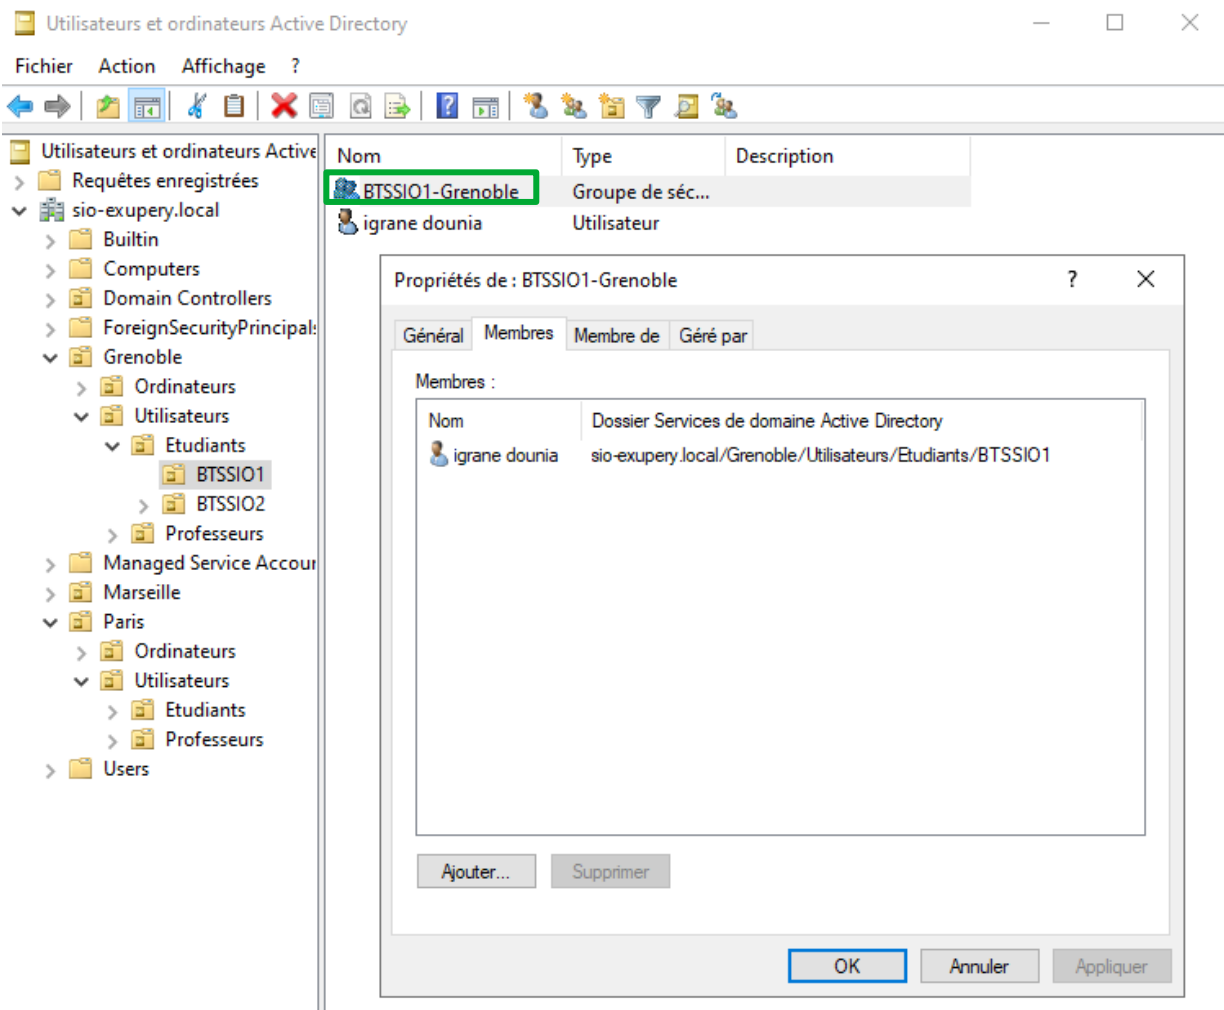 Utilisateurs et ordinateurs Active Directory
Fichier Action Affichage ?
Utilisateurs et ordinateurs Active
Requêtes enregistrées
sio-exupery.local
Builtin
Computers
Domain Controllers
ForeignSecurityPrincipals
Grenoble
Ordinateurs
Utilisateurs
Etudiants
BTSSIO1
BTSSIO2
Professeurs
Managed Service Accour
Marseille
Paris
Ordinateurs
Utilisateurs
Etudiants
Professeurs
Users
Nom Type Description
BTSSIO1-Grenoble Groupe de séc...
igrane dounia Utilisateur
Propriétés de : BTSSIO1-Grenoble ?
Général Membres Membre de Géré par
Membres :
Nom Dossier Services de domaine Active Directory
igrane dounia sio-exupery.local/Grenoble/Utilisateurs/Etudiants/BTSSIO1
Ajouter... Supprimer
OK Annuler Appliquer